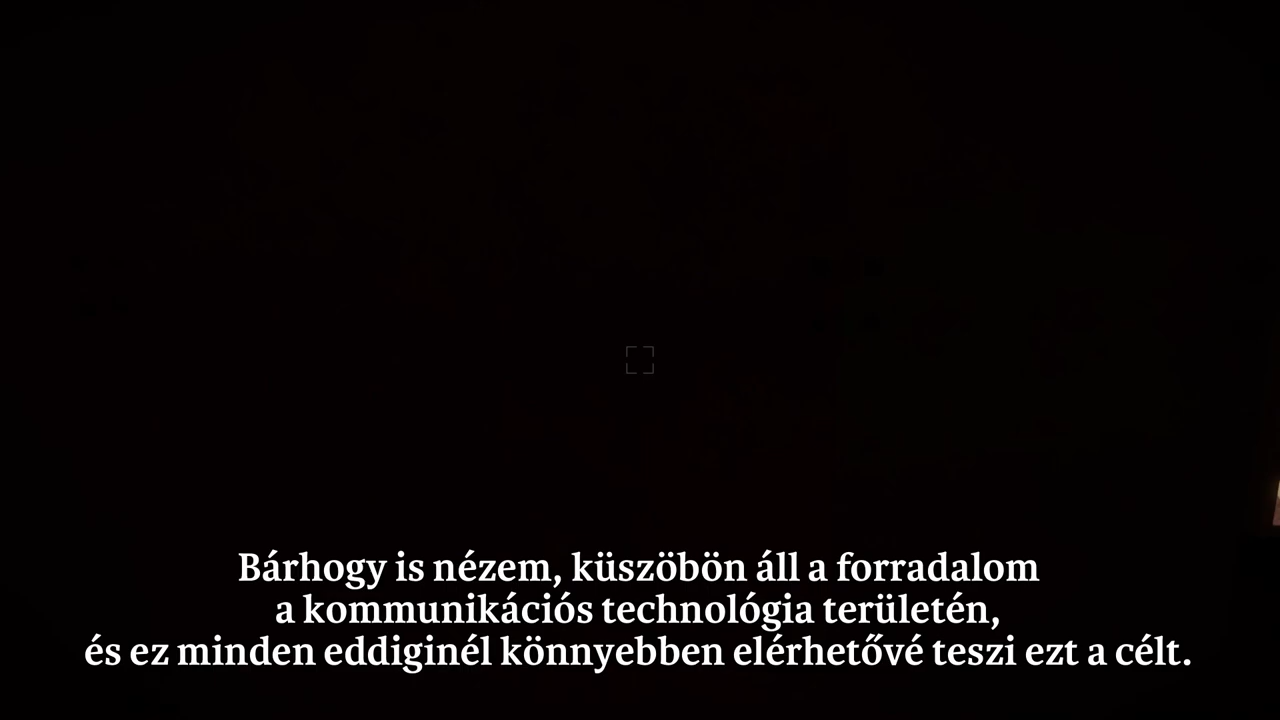 Bárhogy is nézem, küszöbön áll a forradalom
a kommunikációs technológia területén,
és ez minden eddiginél könnyebben elérhetővé teszi ezt a célt.